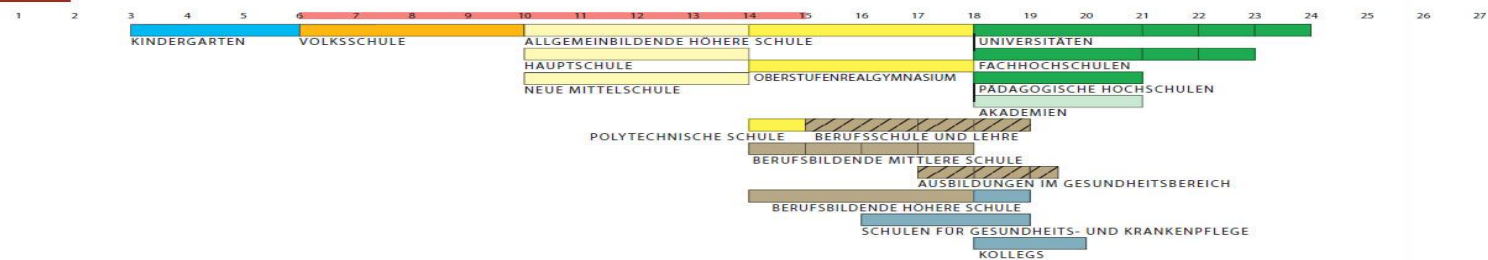 1 2 3 4 5 6 7 8 9 10 11 12 13 14 15 16 17 18 19 20 21 22 23 24 25 26 27
KINDERGARTEN VOLKSSCHULE ALLGEMEINBILDENDE HÖHERE SCHULE UNIVERSITÄTEN
HAUPTSCHULE FACHHOCHSCHULEN
OBERSTUFENREALGYMNASIUM
NEUE MITTELSCHULE PÄDAGOGISCHE HOCHSCHULEN
AKADEMIEN
POLYTECHNISCHE SCHULE BERUFSSCHULE UND LEHRE
BERUFSBILDENDE MITTLERE SCHULE
AUSBILDUNGEN IM GESUNDHEITSBEREICH
BERUFSBILDENDE HÖHERE SCHULE
SCHULEN FÜR GESUNDHEITS- UND KRANKENPFLEGE
KOLLEGS